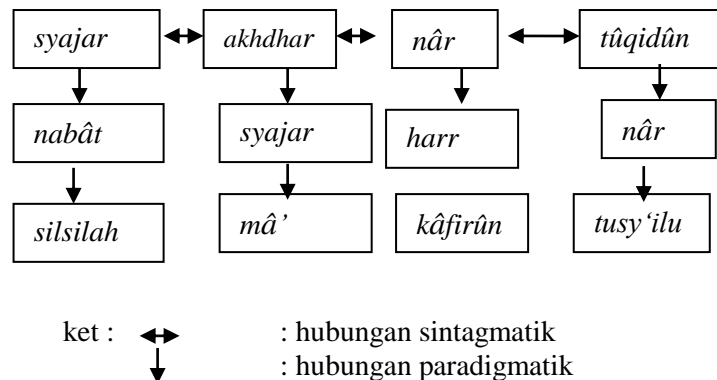 syajar akhdhar nâr tûqidûn
nabât syajar harr nâr
silsilah mâ’ kâfirûn tusy‘ilu
ket : : hubungan sintagmatik
: hubungan paradigmatik